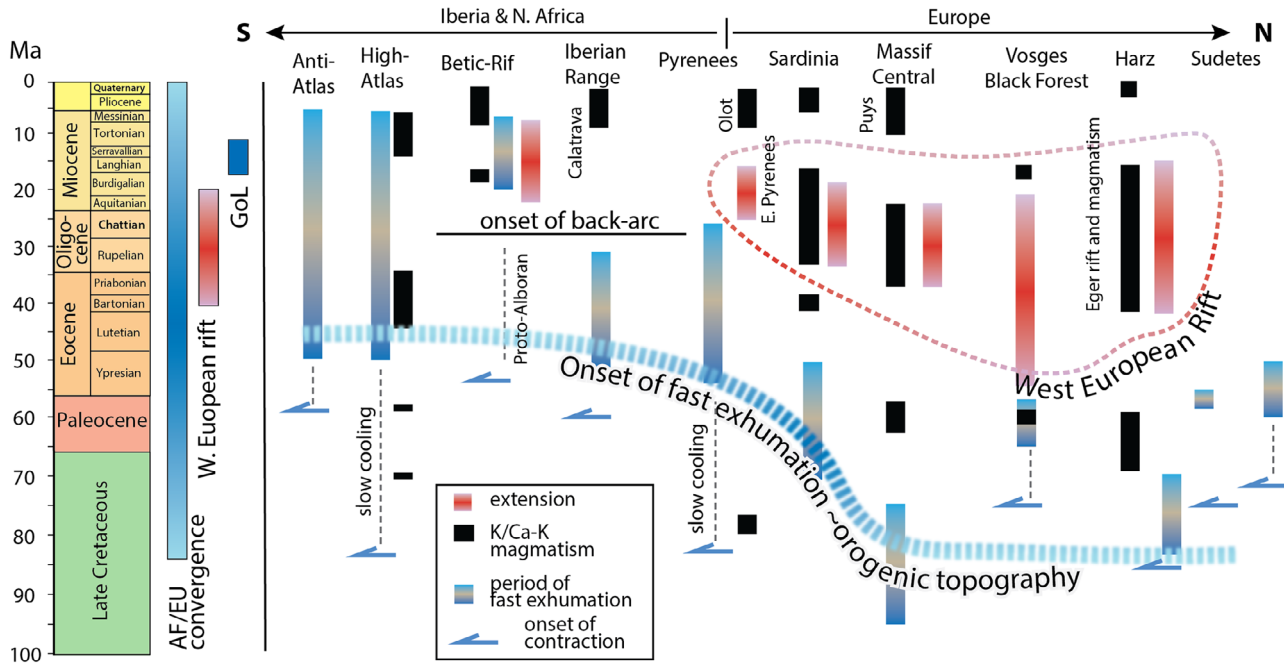 Iberia & N. Africa
Europe
S
N
Ma
Anti-
Atlas
High-
Atlas
Betic-Rif
Iberian
Range
Pyrenees
Sardinia
Massif
Central
Vosges
Black Forest
Harz
Sudetes
0
10
20
30
40
50
60
70
80
90
100
Miocene
Oligo-
cene
Eocene
Paleocene
Late Cretaceous
Quaternary
Pliocene
Messinian
Tortonian
Serravallian
Langhian
Burdigalian
Aquitanian
Chattian
Rupelian
Priabonian
Bartonian
Lutetian
Ypresian
AF/EU
convergence
W. Euopean rift
GoL
Calatrava
Olot
E. Pyrenees
Puys
Eger rift and magmatism
onset of back-arc
Proto-Alboran
slow cooling
slow cooling
Onset of fast exhumation ~orogenic topography
West European Rift
extension
K/Ca-K
magmatism
period of
fast exhumation
onset of
contraction